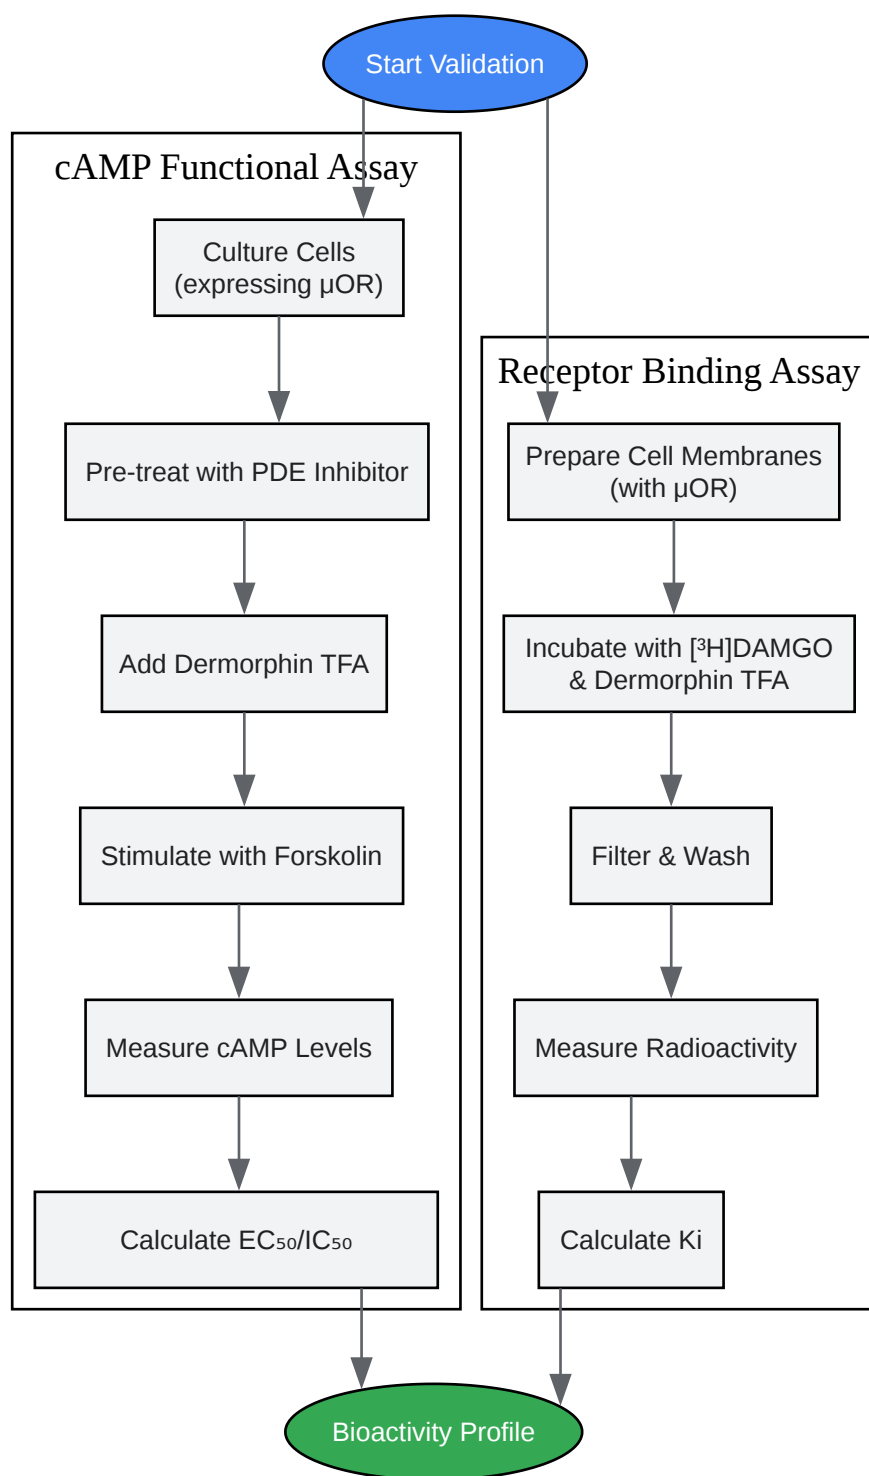 Start Validation
cAMP Functional Assay
Culture Cells
(expressing μOR)
Pre-treat with PDE Inhibitor
Add Dermorphin TFA
Stimulate with Forskolin
Measure cAMP Levels
Calculate EC₅₀/IC₅₀
Receptor Binding Assay
Prepare Cell Membranes
(with μOR)
Incubate with [³H]DAMGO
& Dermorphin TFA
Filter & Wash
Measure Radioactivity
Calculate Ki
Bioactivity Profile